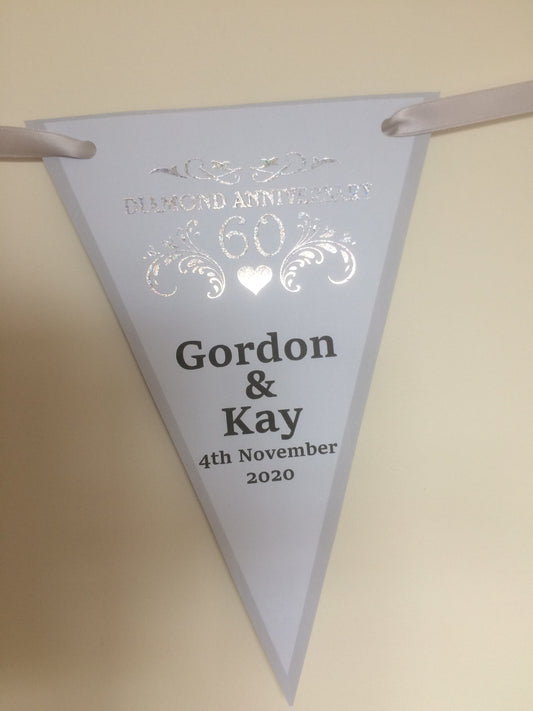 DIAMOND ANNIVERSARY
60
Gordon
&
Kay
4th November
2020